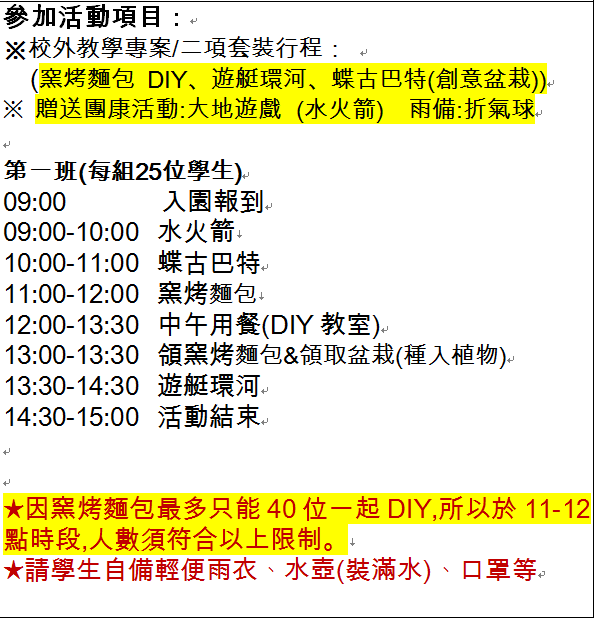 參加活動項目：
※校外教學專案/二項套裝行程：
(窯烤麵包 DIY、遊艇環河、蝶古巴特(創意盆栽))
※ 贈送團康活動:大地遊戲 (水火箭) 雨備:折氣球
第一班(每組25位學生)
09:00 入園報到
09:00-10:00 水火箭
10:00-11:00 蝶古巴特
11:00-12:00 窯烤麵包
12:00-13:30 中午用餐(DIY 教室)
13:00-13:30 領窯烤麵包&領取盆栽(種入植物)
13:30-14:30 遊艇環河
14:30-15:00 活動結束
★因窯烤麵包最多只能 40 位一起 DIY,所以於 11-12
點時段,人數須符合以上限制。
★請學生自備輕便雨衣、水壺(裝滿水)、口罩等